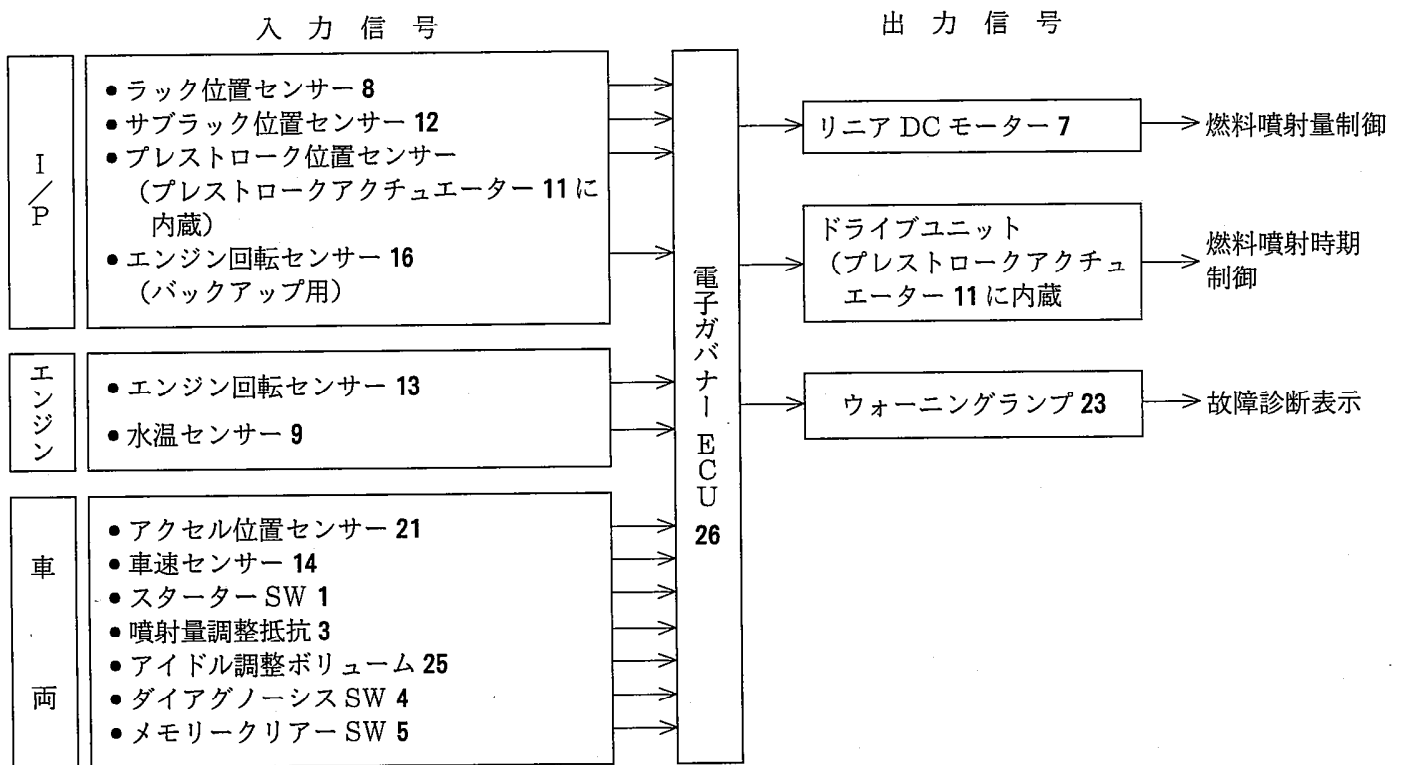 入力信号
出力信号
I/P
● ラック位置センサー 8
● サブラック位置センサー 12
● プレストローク位置センサー
（プレストロークアクチュエーター 11 に
内蔵）
● エンジン回転センサー 16
（バックアップ用）
エンジン
● エンジン回転センサー 13
● 水温センサー 9
車両
● アクセル位置センサー 21
● 車速センサー 14
● スターター SW 1
● 噴射量調整抵抗 3
● アイドル調整ボリューム 25
● ダイアグノーシス SW 4
● メモリークリアー SW 5
電子ガバナー ECU
26
リニア DC モーター 7
燃料噴射量制御
ドライブユニット
（プレストロークアクチュ
エーター 11 に内蔵
燃料噴射時期
制御
ウォーニングランプ 23
故障診断表示